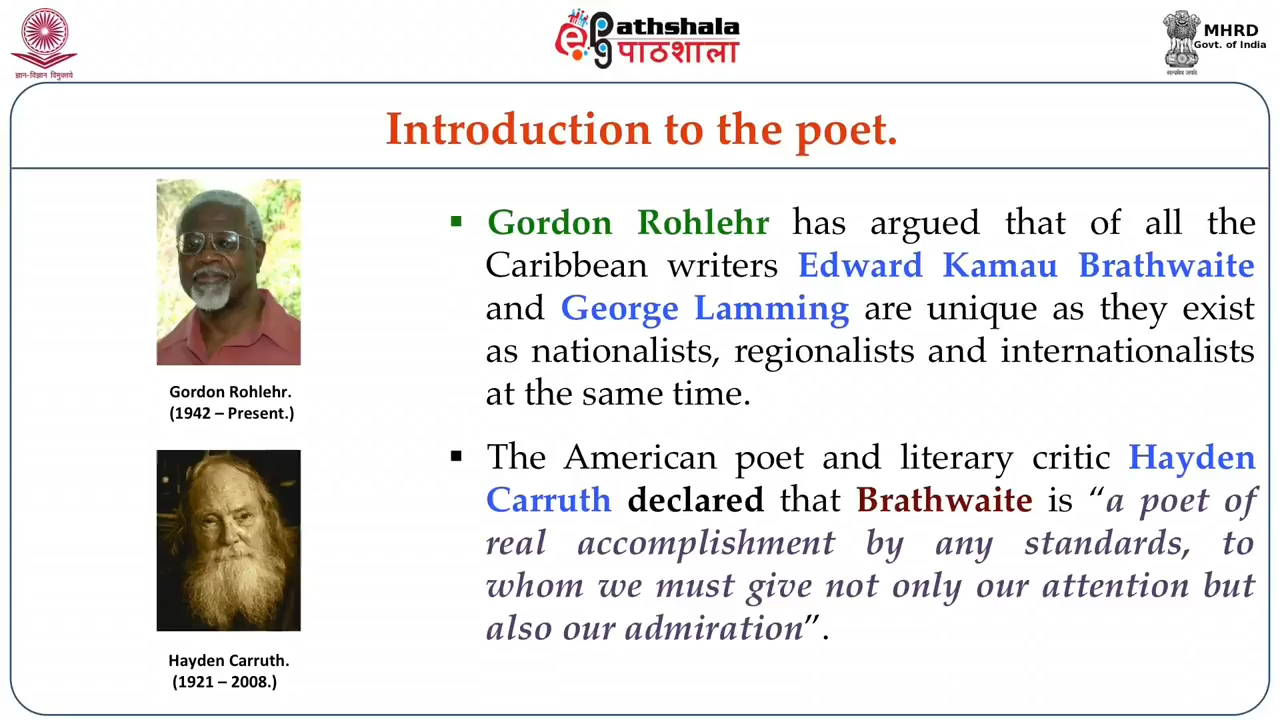 ज्ञान-विज्ञान विमुक्तये
ePathshala
पाठशाला
MHRD
Govt. of India
सत्यमेव जयते
Introduction to the poet.
Gordon Rohlehr.
(1942 – Present.)
Hayden Carruth.
(1921 – 2008.)
▪ Gordon Rohlehr has argued that of all the
Caribbean writers Edward Kamau Brathwaite
and George Lamming are unique as they exist
as nationalists, regionalists and internationalists
at the same time.
▪ The American poet and literary critic Hayden
Carruth declared that Brathwaite is “a poet of
real accomplishment by any standards, to
whom we must give not only our attention but
also our admiration”.